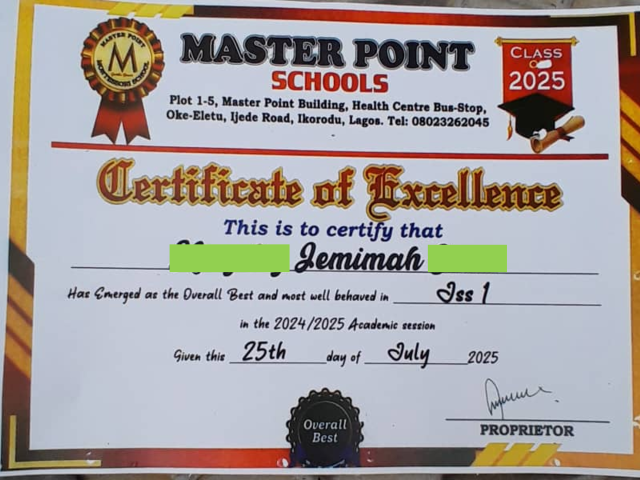 MASTER POINT
M
MASTER POINT
SCHOOLS
Plot 1-5, Master Point Building, Health Centre Bus-Stop,
Oke-Eletu, Ijede Road, Ikorodu, Lagos. Tel: 08023262045
CLASS
2025
Certificate of Excellence
This is to certify that
Jemimah
Has Emerged as the Overall Best and most well behaved in Jss 1
in the 2024/2025 Academic session
Given this 25th day of July 2025
Overall
Best
PROPRIETOR